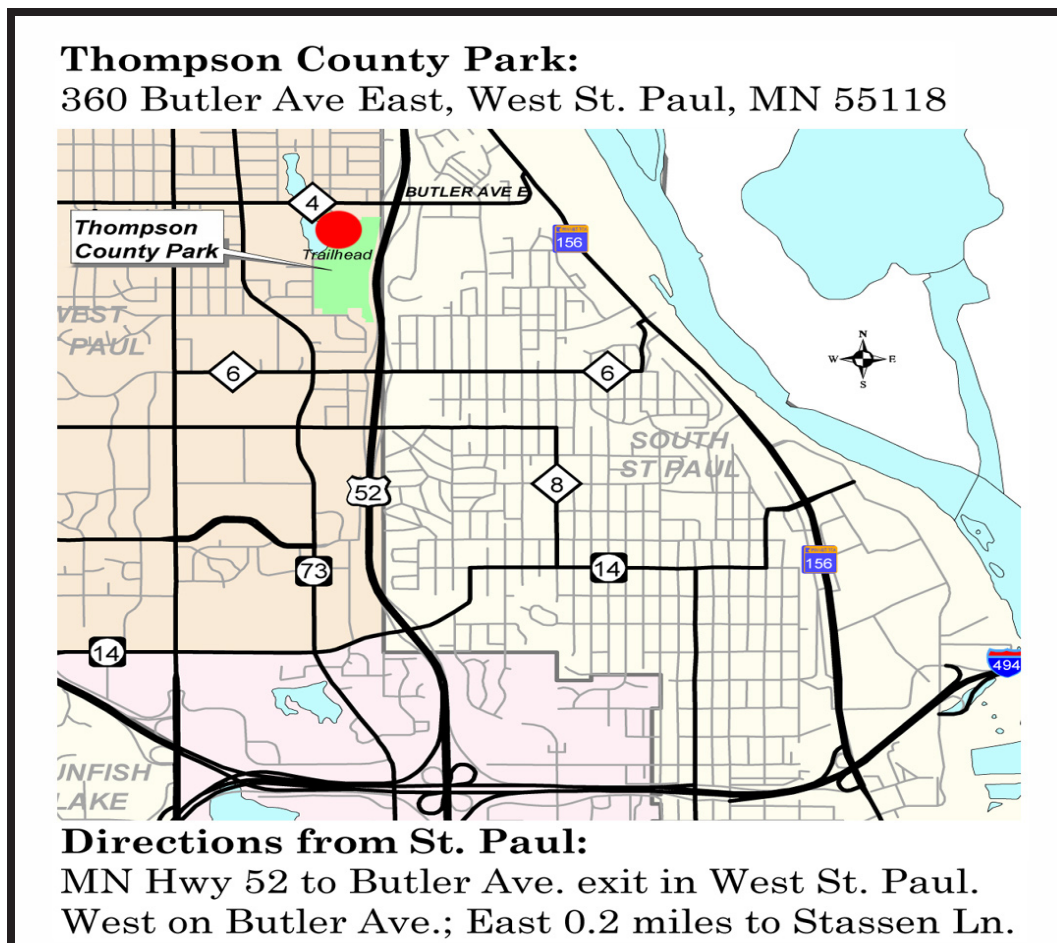 Thompson County Park:
360 Butler Ave East, West St. Paul, MN 55118
BUTLER AVE E
4
156
Thompson
County Park
Trailhead
WEST
PAUL
N
W E
S
6
6
SOUTH
ST PAUL
52
8
73
14
156
14
494
UNFISH
LAKE
Directions from St. Paul:
MN Hwy 52 to Butler Ave. exit in West St. Paul.
West on Butler Ave.; East 0.2 miles to Stassen Ln.